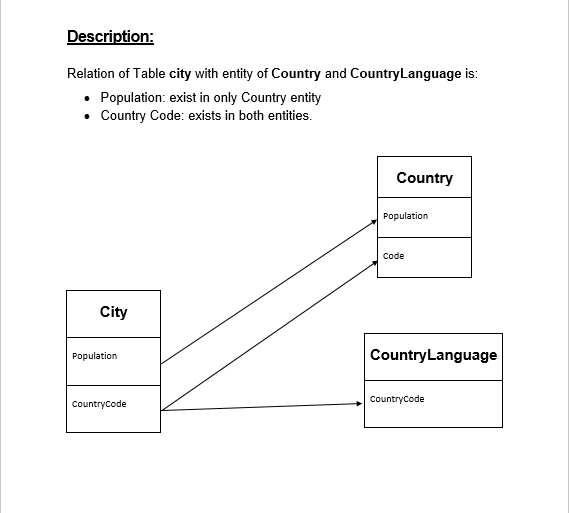 Description:
Relation of Table city with entity of Country and CountryLanguage is:
• Population: exist in only Country entity
• Country Code: exists in both entities.
Country
Population
Code
City
Population
CountryCode
CountryLanguage
CountryCode